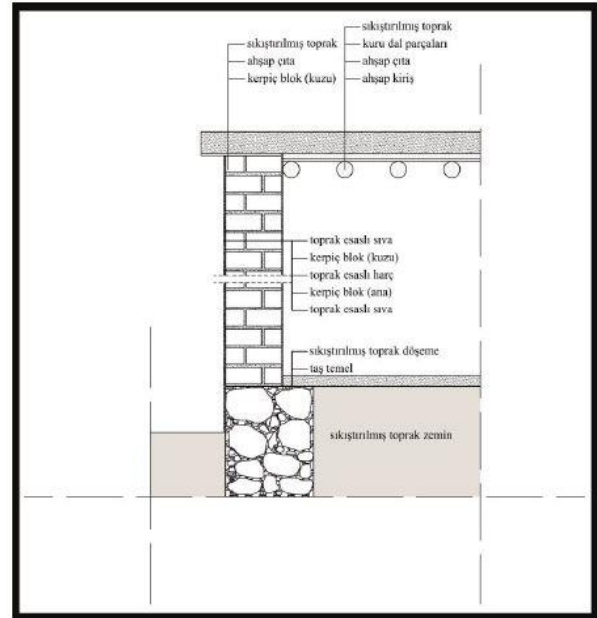 sıkıştırılmış toprak
ahşap çıta
kerpiç blok (kuzu)
sıkıştırılmış toprak
kuru dal parçaları
ahşap çıta
ahşap kiriş
toprak esaslı sıva
kerpiç blok (kuzu)
toprak esaslı harç
kerpiç blok (ana)
toprak esaslı sıva
sıkıştırılmış toprak döşeme
taş temel
sıkıştırılmış toprak zemin